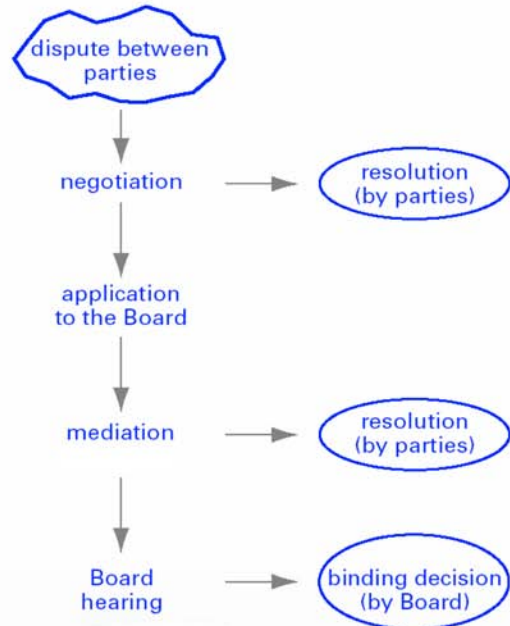 dispute between
parties
negotiation
resolution
(by parties)
application
to the Board
mediation
resolution
(by parties)
Board
hearing
binding decision
(by Board)